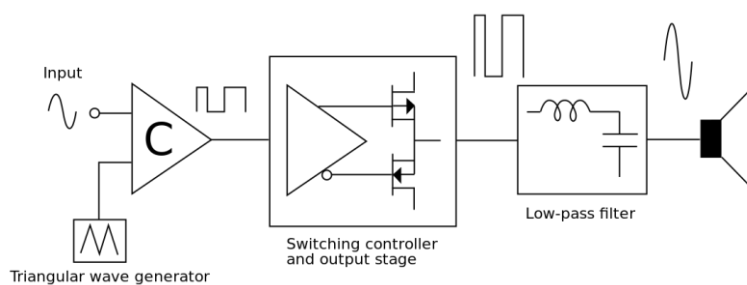 Input
C
Triangular wave generator
Switching controller
and output stage
Low-pass filter